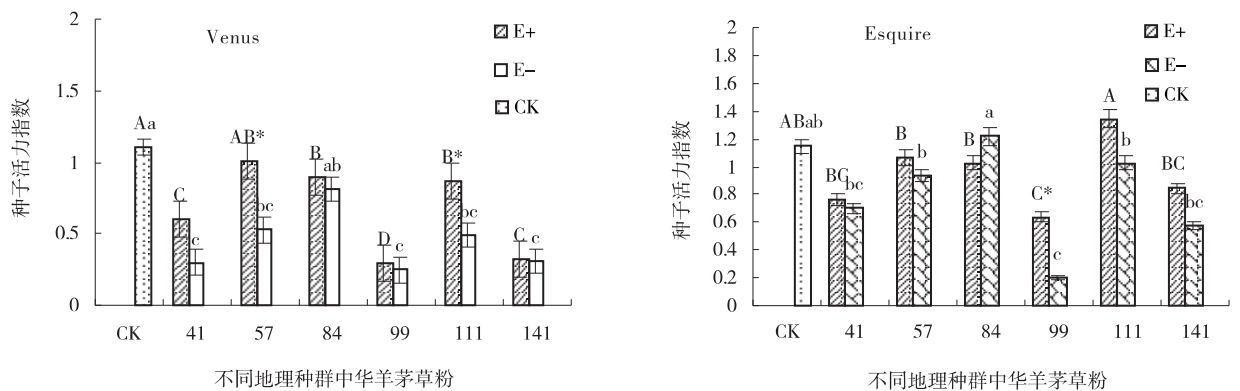 Venus
E+
E-
CK
2
1.5
1
0.5
0
种子活力指数
Aa
C
c
AB*
bc
B
ab
D
c
B*
bc
C
c
CK
41
57
84
99
111
141
不同地理种群中华羊茅草粉
Esquire
E+
E-
CK
2
1.8
1.6
1.4
1.2
1
0.8
0.6
0.4
0.2
0
种子活力指数
ABab
BC
bc
B
b
B
a
C*
c
A
b
BC
bc
CK
41
57
84
99
111
141
不同地理种群中华羊茅草粉